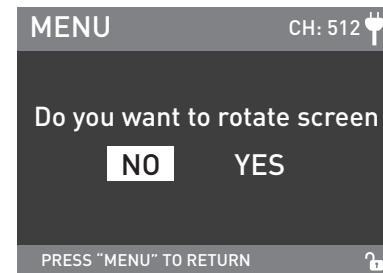 MENU CH: 512
Do you want to rotate screen
NO YES
PRESS “MENU” TO RETURN